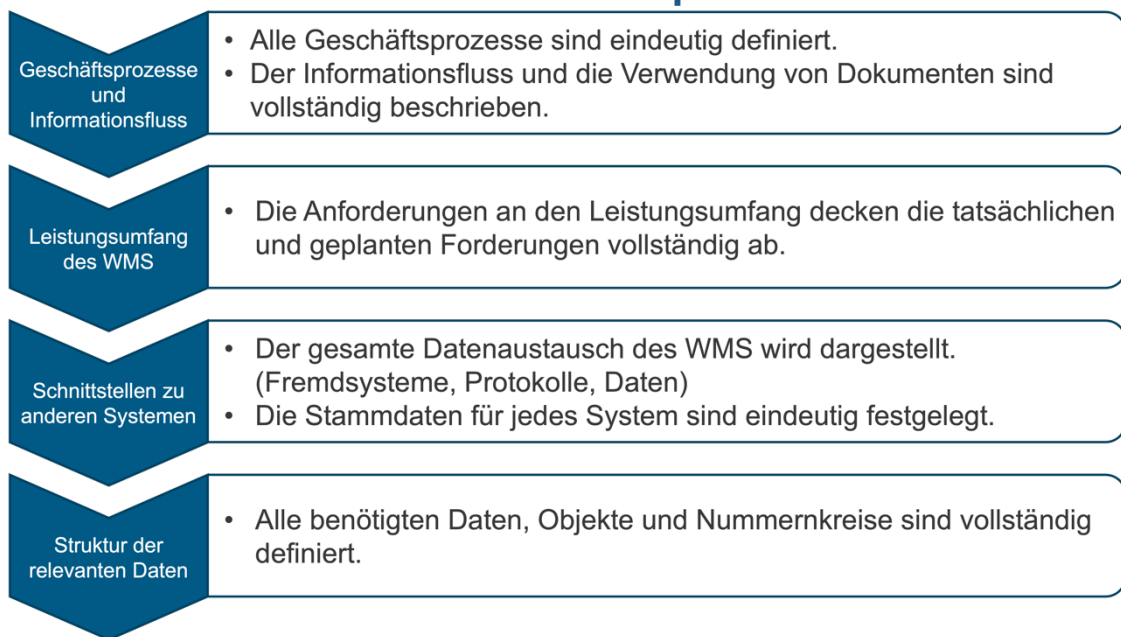 Geschäftsprozesse
und
Informationsfluss
• Alle Geschäftsprozesse sind eindeutig definiert.
• Der Informationsfluss und die Verwendung von Dokumenten sind
vollständig beschrieben.
Leistungsumfang
des WMS
• Die Anforderungen an den Leistungsumfang decken die tatsächlichen
und geplanten Forderungen vollständig ab.
Schnittstellen zu
anderen Systemen
• Der gesamte Datenaustausch des WMS wird dargestellt.
(Fremdsysteme, Protokolle, Daten)
• Die Stammdaten für jedes System sind eindeutig festgelegt.
Struktur der
relevanten Daten
• Alle benötigten Daten, Objekte und Nummernkreise sind vollständig
definiert.